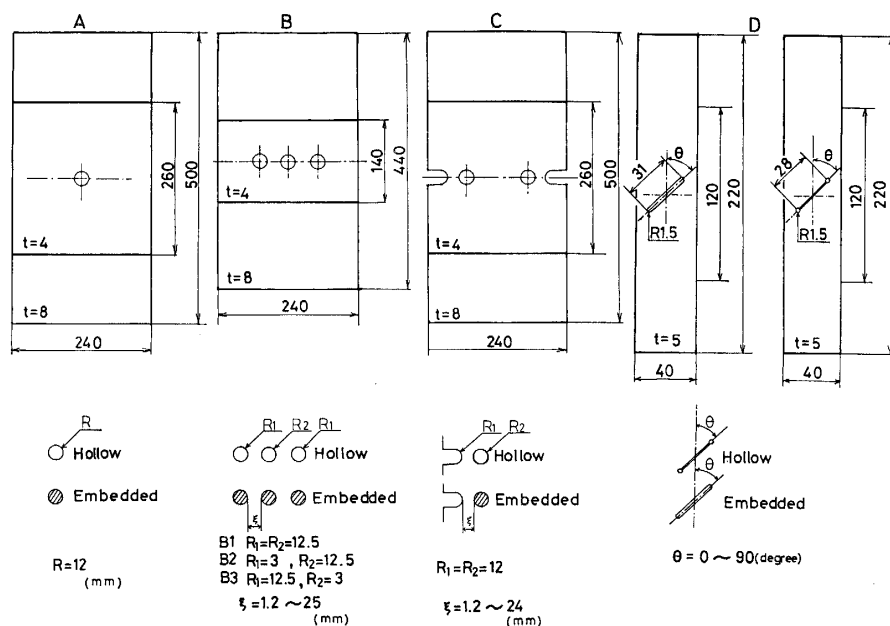 A
B
C
D
260
500
t=4
t=8
240
140
440
t=4
t=8
240
260
500
t=4
t=8
240
31
θ
R1.5
120
220
t=5
40
28
θ
R1.5
120
220
t=5
40
R
Hollow
Embedded
R=12
(mm)
R1 R2 R1
Hollow
Embedded
ξ
B1 R1=R2=12.5
B2 R1=3 , R2=12.5
B3 R1=12.5, R2=3
ξ=1.2~25
(mm)
R1 R2
Hollow
Embedded
ξ
R1=R2=12
ξ=1.2~24
(mm)
θ
Hollow
θ
Embedded
θ=0~90(degree)